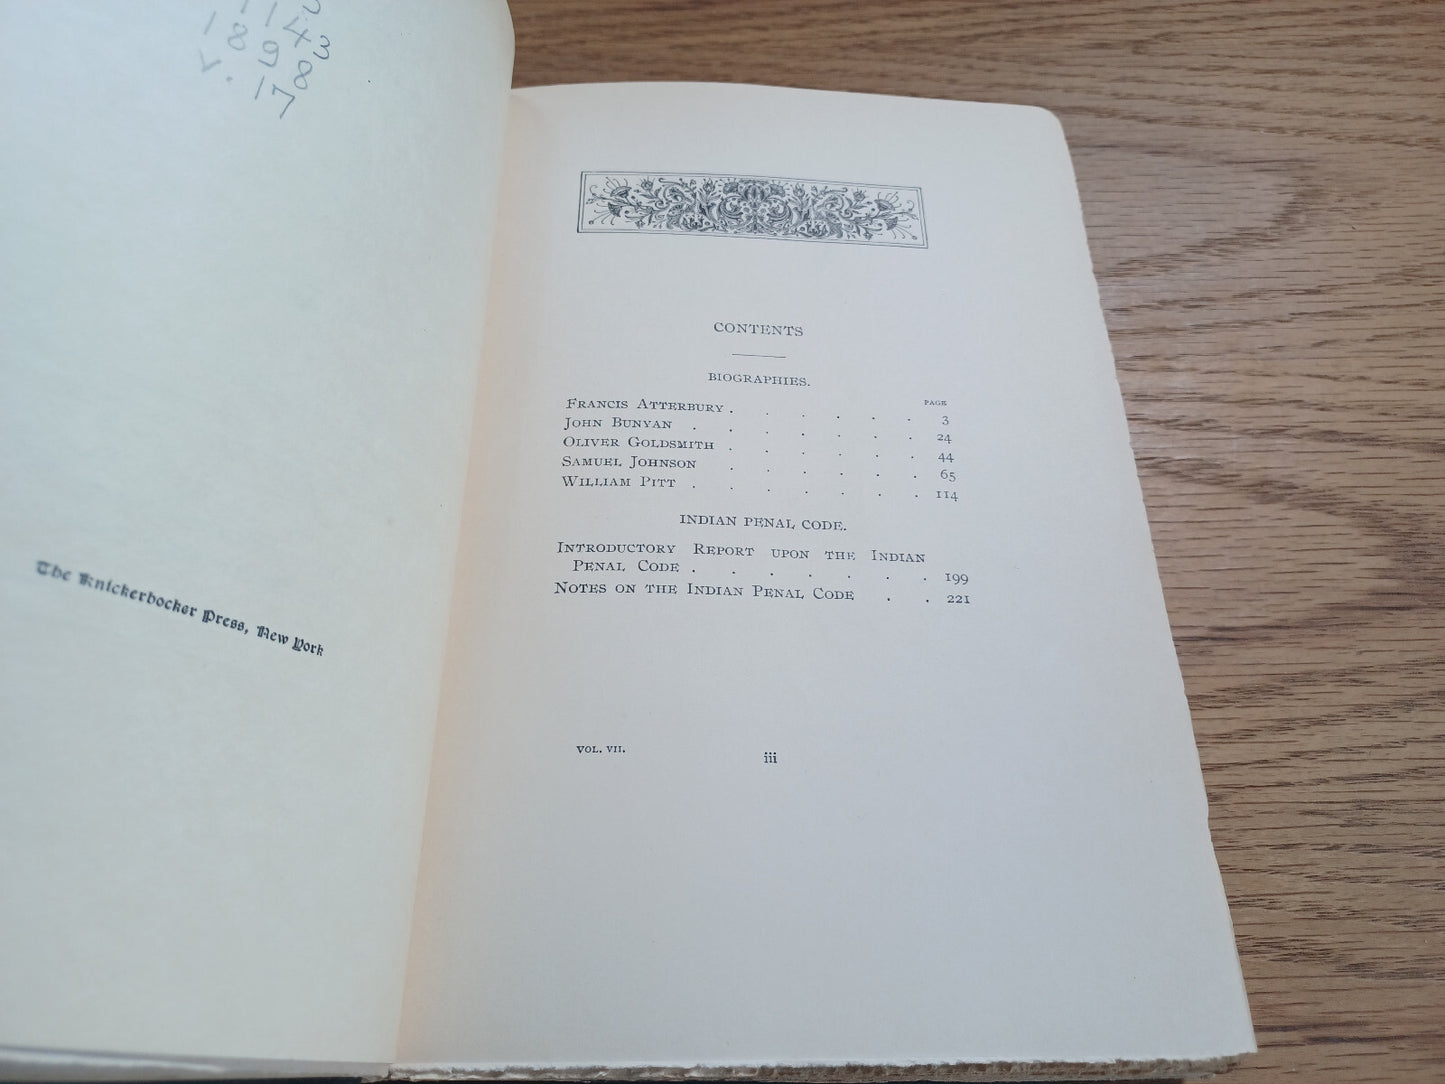 1898
v. 17
The Knickerbocker Press, New York
CONTENTS
BIOGRAPHIES.
PAGE
FRANCIS ATTERBURY . . . . . . 3
JOHN BUNYAN . . . . . . . 24
OLIVER GOLDSMITH . . . . . . 44
SAMUEL JOHNSON . . . . . . 65
WILLIAM PITT . . . . . . . 114
INDIAN PENAL CODE.
INTRODUCTORY REPORT UPON THE INDIAN
PENAL CODE . . . . . . . . 199
NOTES ON THE INDIAN PENAL CODE . . 221
VOL. VII.
iii